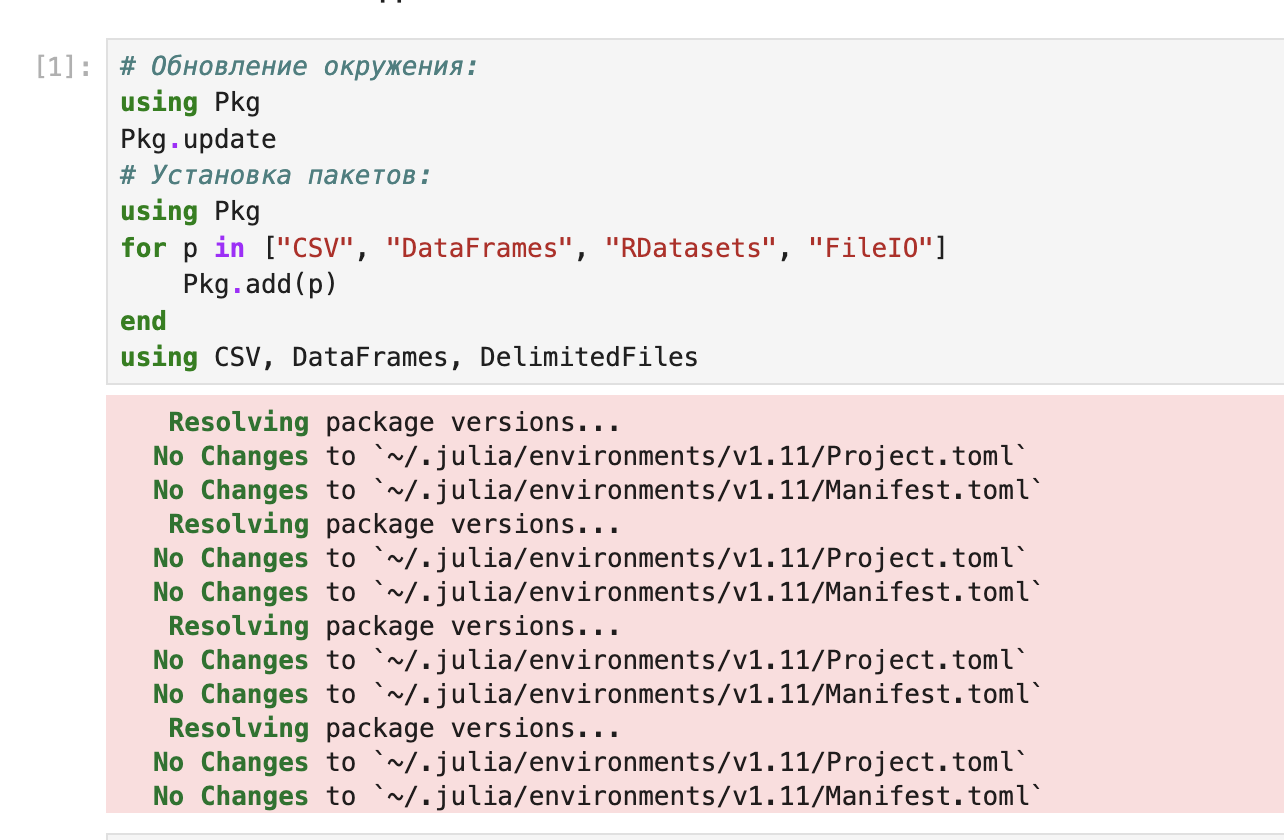 [1]: # Обновление окружения:
using Pkg
Pkg.update
# Установка пакетов:
using Pkg
for p in ["CSV", "DataFrames", "RDatasets", "FileIO"]
    Pkg.add(p)
end
using CSV, DataFrames, DelimitedFiles
   Resolving package versions...
  No Changes to `~/.julia/environments/v1.11/Project.toml`
  No Changes to `~/.julia/environments/v1.11/Manifest.toml`
   Resolving package versions...
  No Changes to `~/.julia/environments/v1.11/Project.toml`
  No Changes to `~/.julia/environments/v1.11/Manifest.toml`
   Resolving package versions...
  No Changes to `~/.julia/environments/v1.11/Project.toml`
  No Changes to `~/.julia/environments/v1.11/Manifest.toml`
   Resolving package versions...
  No Changes to `~/.julia/environments/v1.11/Project.toml`
  No Changes to `~/.julia/environments/v1.11/Manifest.toml`